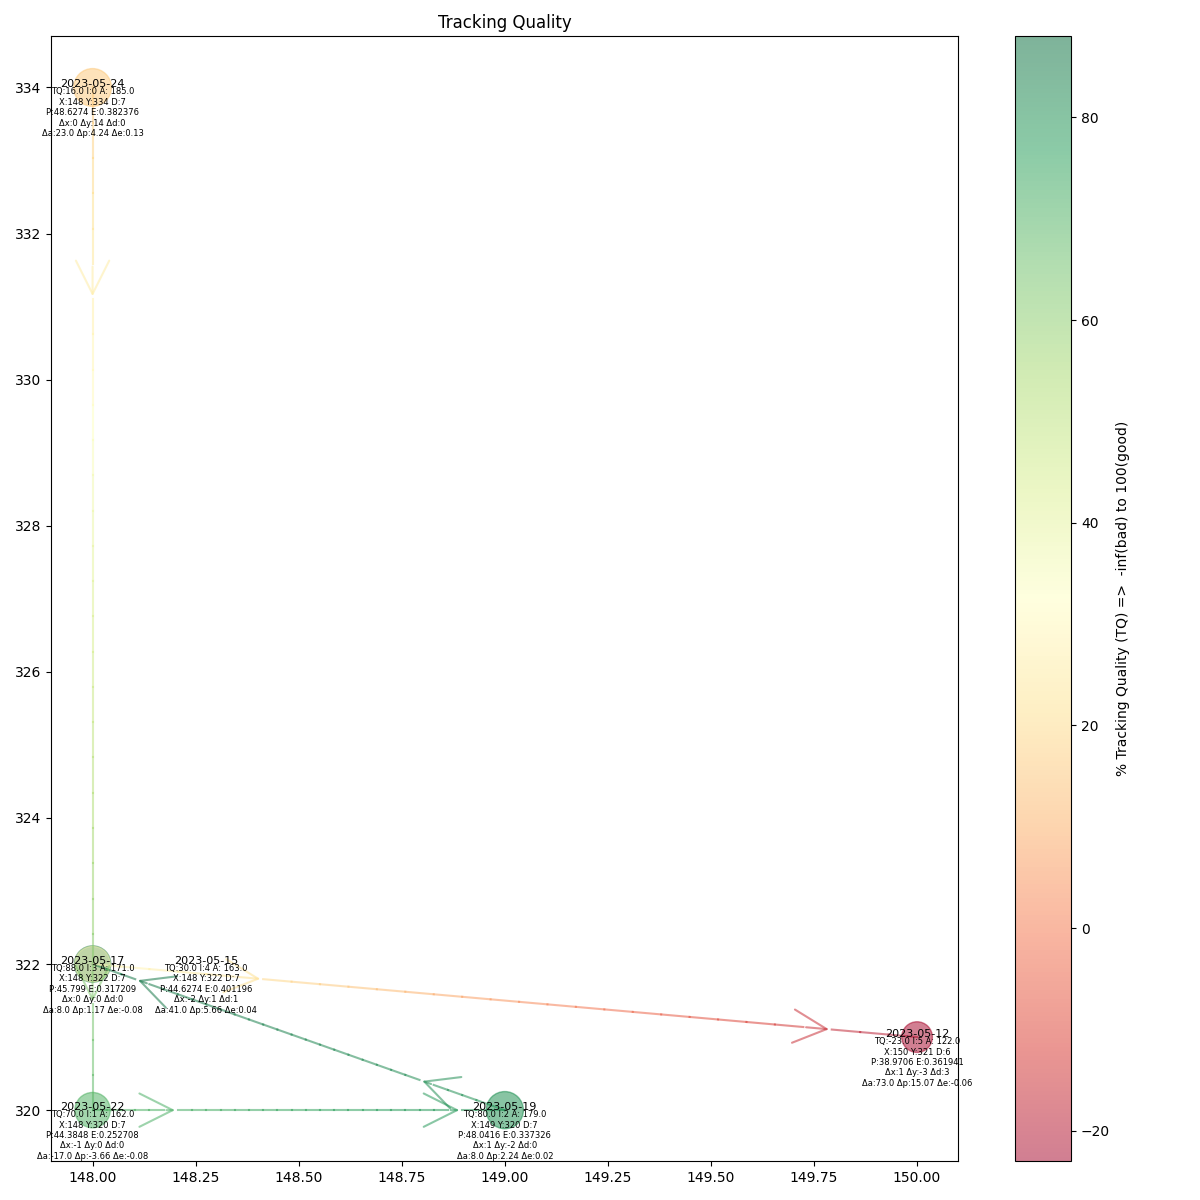 Tracking Quality
334
332
330
328
326
324
322
320
2023-05-24
TQ:16.0 I:0 A: 185.0
X:148 Y:334 D:7
P:48.6274 E:0.382376
Δx:0 Δy:14 Δd:0
Δa:23.0 Δp:4.24 Δe:0.13
2023-05-17
TQ:88.0 I:3 A: 171.0
X:148 Y:322 D:7
P:45.799 E:0.317209
Δx:0 Δy:0 Δd:0
Δa:8.0 Δp:1.17 Δe:-0.08
2023-05-15
TQ:30.0 I:4 A: 163.0
X:148 Y:322 D:7
P:44.6274 E:0.401196
Δx:-2 Δy:1 Δd:1
Δa:41.0 Δp:5.66 Δe:0.04
2023-05-12
TQ:-23.0 I:5 A: 122.0
X:150 Y:321 D:6
P:38.9706 E:0.361941
Δx:1 Δy:-3 Δd:3
Δa:73.0 Δp:15.07 Δe:-0.06
2023-05-22
TQ:70.0 I:1 A: 162.0
X:148 Y:320 D:7
P:44.3848 E:0.252708
Δx:-1 Δy:0 Δd:0
Δa:-17.0 Δp:-3.66 Δe:-0.08
2023-05-19
TQ:80.0 I:2 A: 179.0
X:149 Y:320 D:7
P:48.0416 E:0.337326
Δx:1 Δy:-2 Δd:0
Δa:8.0 Δp:2.24 Δe:0.02
148.00 148.25 148.50 148.75 149.00 149.25 149.50 149.75 150.00
80
60
40
20
0
−20
% Tracking Quality (TQ) => -inf(bad) to 100(good)